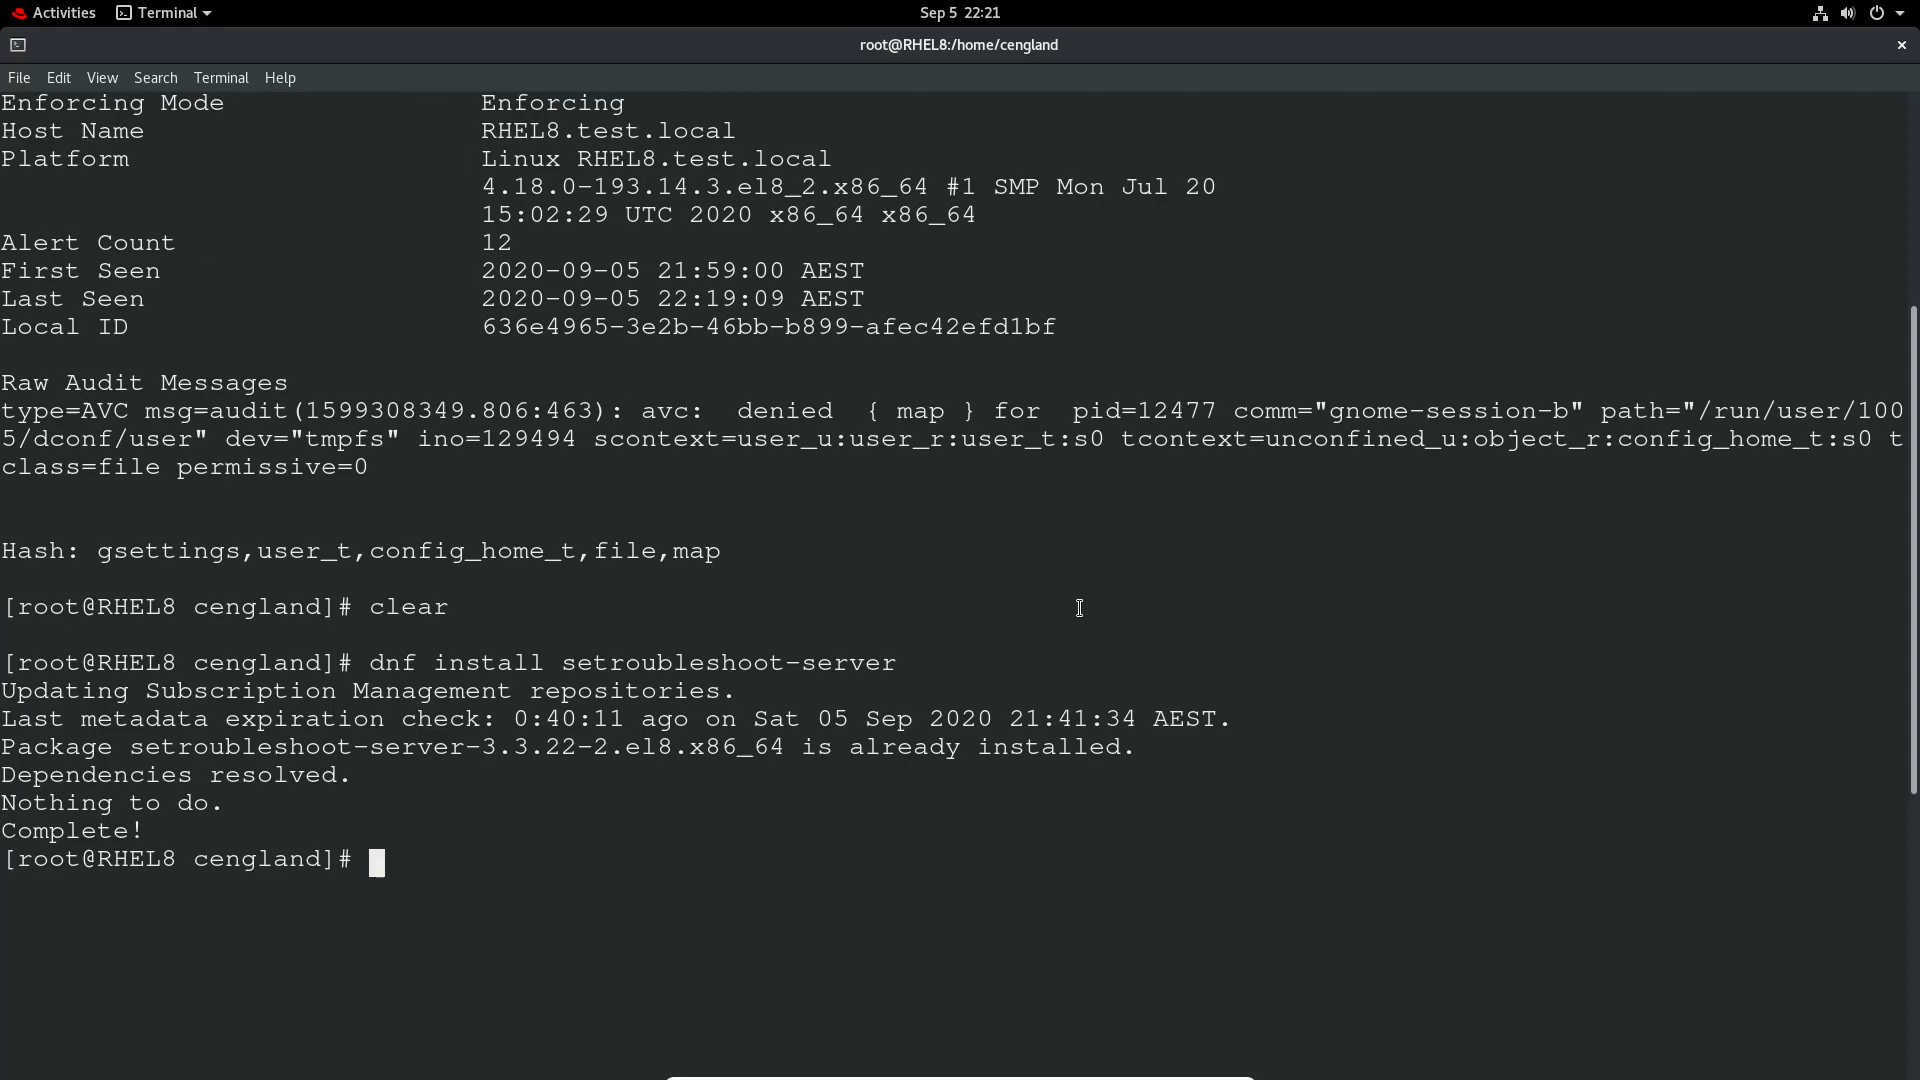 Activities Terminal Sep 5 22:21
root@RHEL8:/home/cengland
File Edit View Search Terminal Help
Enforcing Mode Enforcing
Host Name RHEL8.test.local
Platform Linux RHEL8.test.local
4.18.0-193.14.3.el8_2.x86_64 #1 SMP Mon Jul 20
15:02:29 UTC 2020 x86_64 x86_64
Alert Count 12
First Seen 2020-09-05 21:59:00 AEST
Last Seen 2020-09-05 22:19:09 AEST
Local ID 636e4965-3e2b-46bb-b899-afec42efd1bf
Raw Audit Messages
type=AVC msg=audit(1599308349.806:463): avc:  denied  { map } for  pid=12477 comm="gnome-session-b" path="/run/user/100
5/dconf/user" dev="tmpfs" ino=129494 scontext=user_u:user_r:user_t:s0 tcontext=unconfined_u:object_r:config_home_t:s0 t
class=file permissive=0
Hash: gsettings,user_t,config_home_t,file,map
[root@RHEL8 cengland]# clear
[root@RHEL8 cengland]# dnf install setroubleshoot-server
Updating Subscription Management repositories.
Last metadata expiration check: 0:40:11 ago on Sat 05 Sep 2020 21:41:34 AEST.
Package setroubleshoot-server-3.3.22-2.el8.x86_64 is already installed.
Dependencies resolved.
Nothing to do.
Complete!
[root@RHEL8 cengland]#